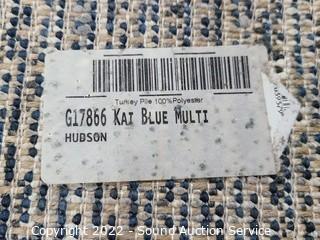 Turkey Pile 100% Polyester
G17866 KAI BLUE MULTI
HUDSON
Copyright 2022 - Sound Auction Service